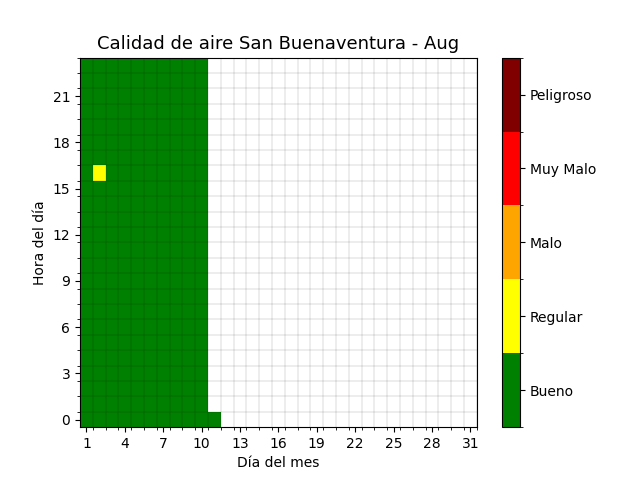 Calidad de aire San Buenaventura - Aug
Hora del día
21
18
15
12
9
6
3
0
1 4 7 10 13 16 19 22 25 28 31
Día del mes
Peligroso
Muy Malo
Malo
Regular
Bueno